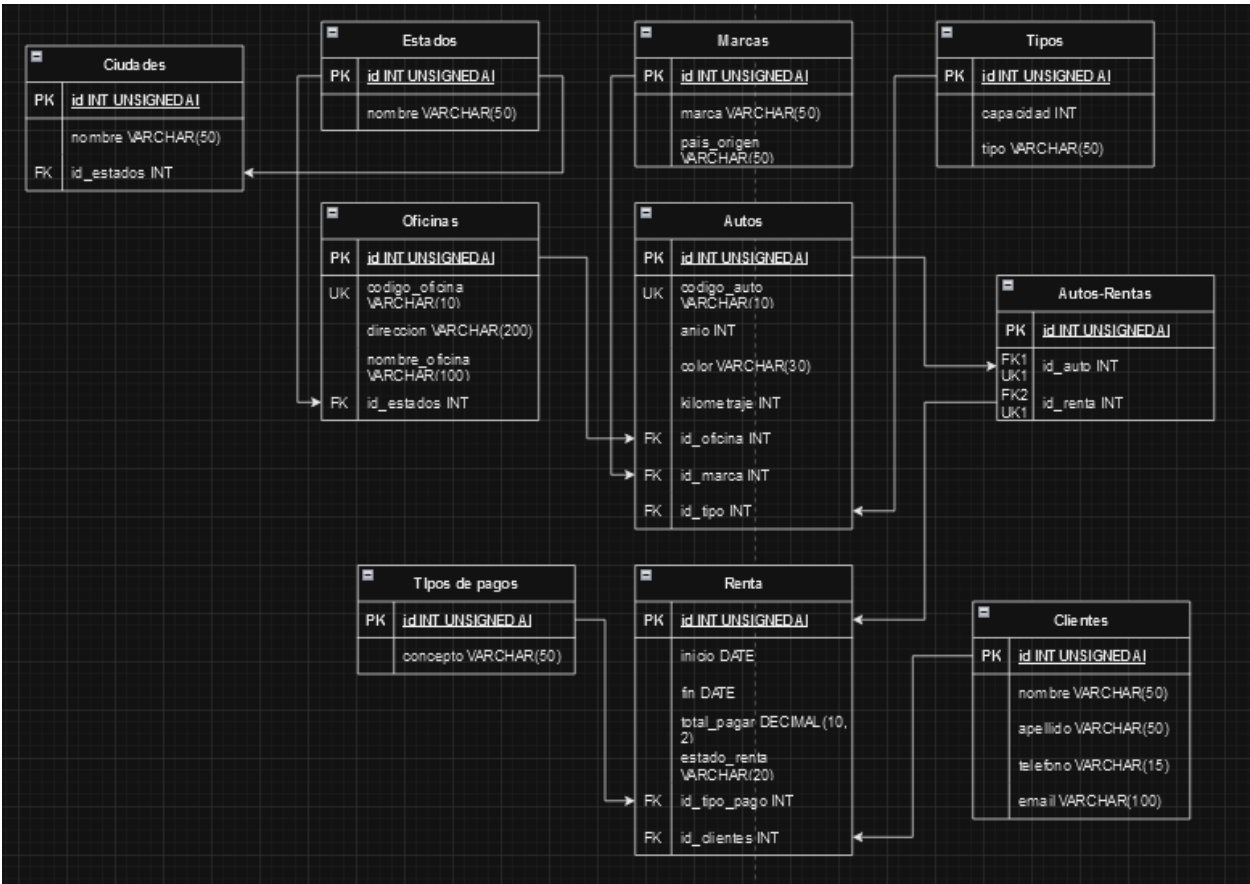 Ciudades
PK id INT UNSIGNED AI
nombre VARCHAR(50)
FK id_estados INT
Estados
PK id INT UNSIGNED AI
nombre VARCHAR(50)
Marcas
PK id INT UNSIGNED AI
marca VARCHAR(50)
pais_origen
VARCHAR(50)
Tipos
PK id INT UNSIGNED AI
capacidad INT
tipo VARCHAR(50)
Oficinas
PK id INT UNSIGNED AI
UK codigo_oficina
VARCHAR(10)
direccion VARCHAR(200)
nombre_oficina
VARCHAR(100)
FK id_estados INT
Autos
PK id INT UNSIGNED AI
UK codigo_auto
VARCHAR(10)
anio INT
color VARCHAR(30)
kilometraje INT
FK id_oficina INT
FK id_marca INT
FK id_tipo INT
Autos-Rentas
PK id INT UNSIGNED AI
FK1
UK1 id_auto INT
FK2
UK1 id_renta INT
TIpos de pagos
PK id INT UNSIGNED AI
concepto VARCHAR(50)
Renta
PK id INT UNSIGNED AI
inicio DATE
fin DATE
total_pagar DECIMAL(10,
2)
estado_renta
VARCHAR(20)
FK id_tipo_pago INT
FK id_clientes INT
Clientes
PK id INT UNSIGNED AI
nombre VARCHAR(50)
apellido VARCHAR(50)
telefono VARCHAR(15)
email VARCHAR(100)